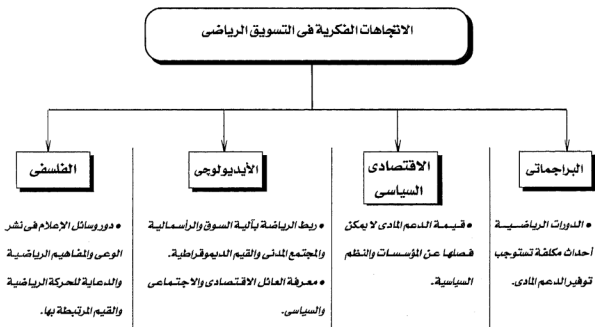 الاتجاهات الفكرية فى التسويق الرياضى
البراجماتى
• الدورات الرياضية
أحداث مكلفة تستوجب
توفير الدعم المادى.
الاقتصادى
السياسى
• قيمة الدعم المادى لا يمكن
فصلها عن المؤسسات والنظم
السياسية.
الأيديولوجى
• ربط الرياضة بآلية السوق والرأسمالية
والمجتمع المدنى والقيم الديموقراطية.
• معرفة العائل الاقتصادى والاجتماعى
والسياسى.
الفلسفى
• دور وسائل الإعلام فى نشر
الوعى والمفاهيم الرياضية
والدعاية للحركة الرياضية
والقيم المرتبطة بها.